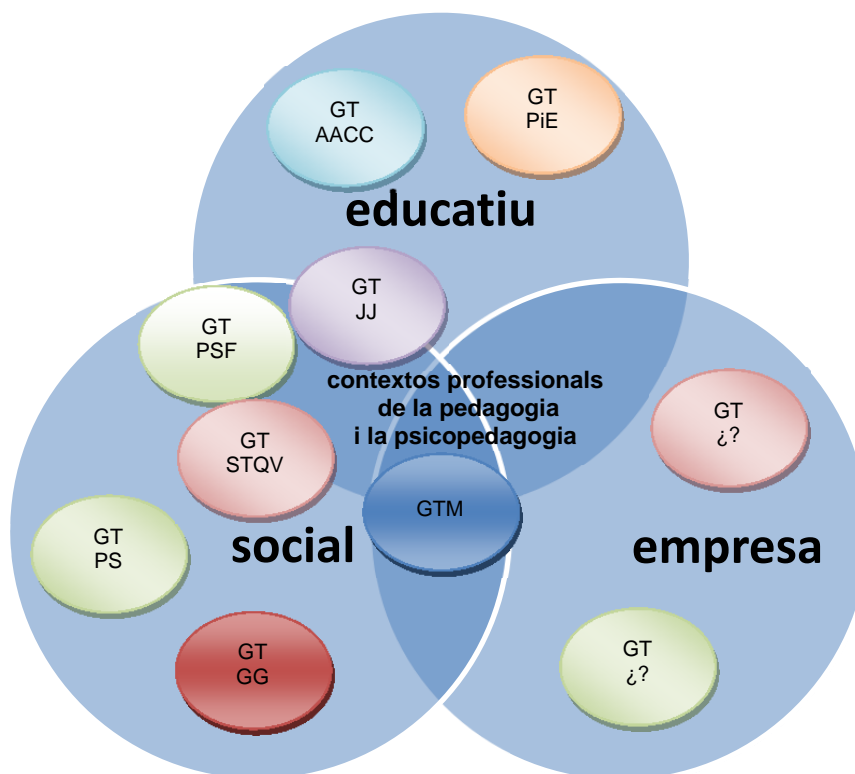 GT
AACC
GT
PiE
educatiu
GT
JJ
GT
PSF
contextos professionals
de la pedagogia
i la psicopedagogia
GT
¿?
GT
STQV
GTM
GT
PS
social
empresa
GT
GG
GT
¿?